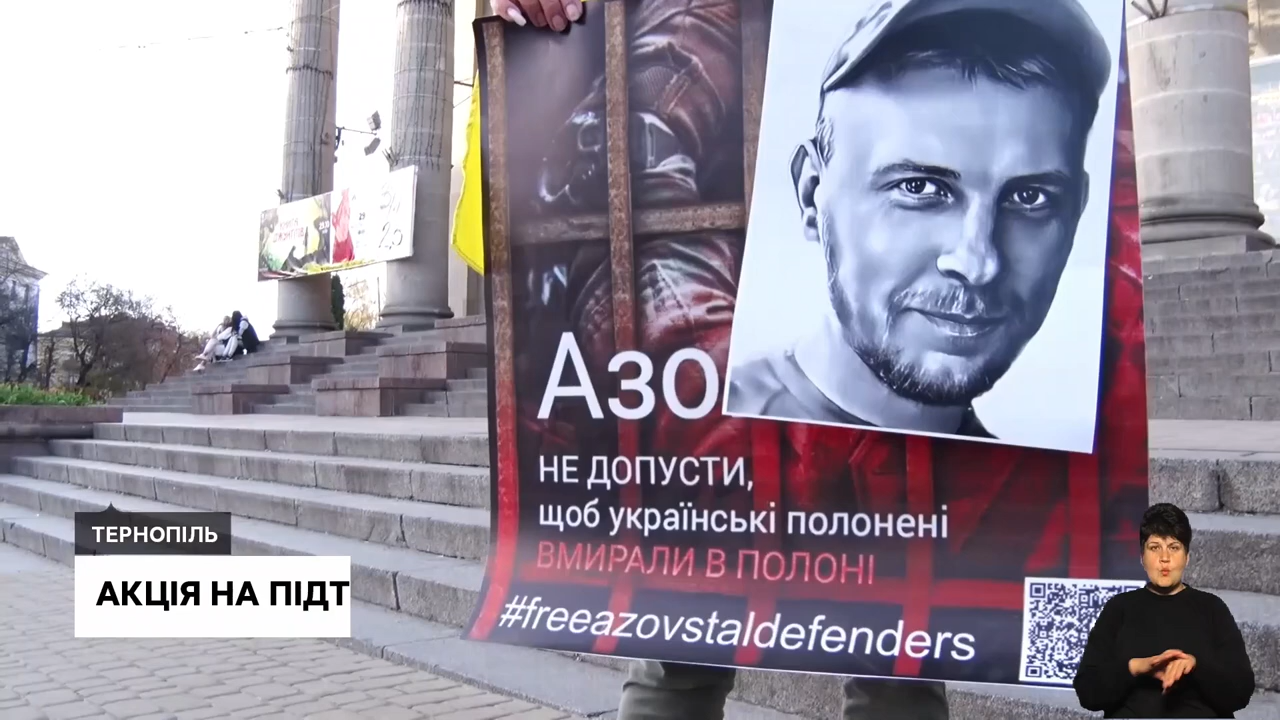 Азо
НЕ ДОПУСТИ,
щоб українські полонені
ВМИРАЛИ В ПОЛОНІ
#freeazovstaldefenders
ТЕРНОПІЛЬ
АКЦІЯ НА ПІДТ